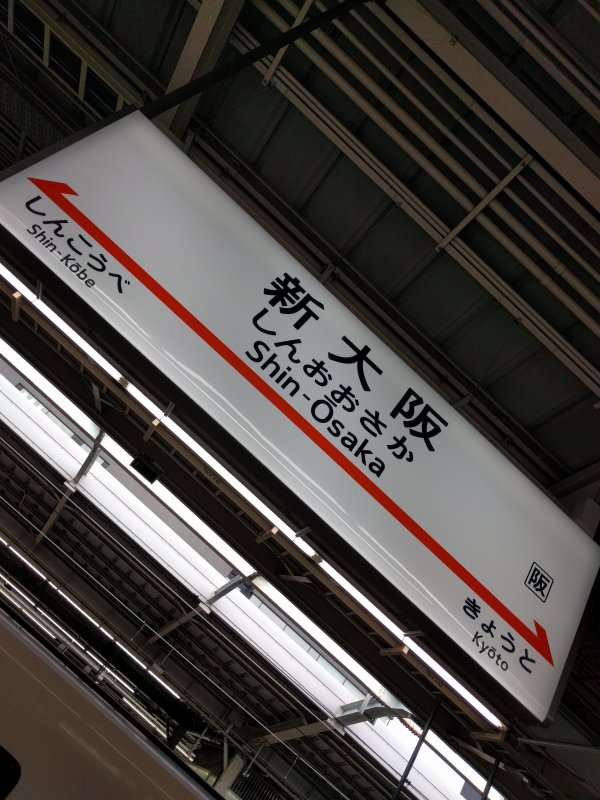 新大阪
しんおおさか
Shin-Ōsaka
しんこうべ
Shin-Kōbe
阪
きょうと
Kyōto